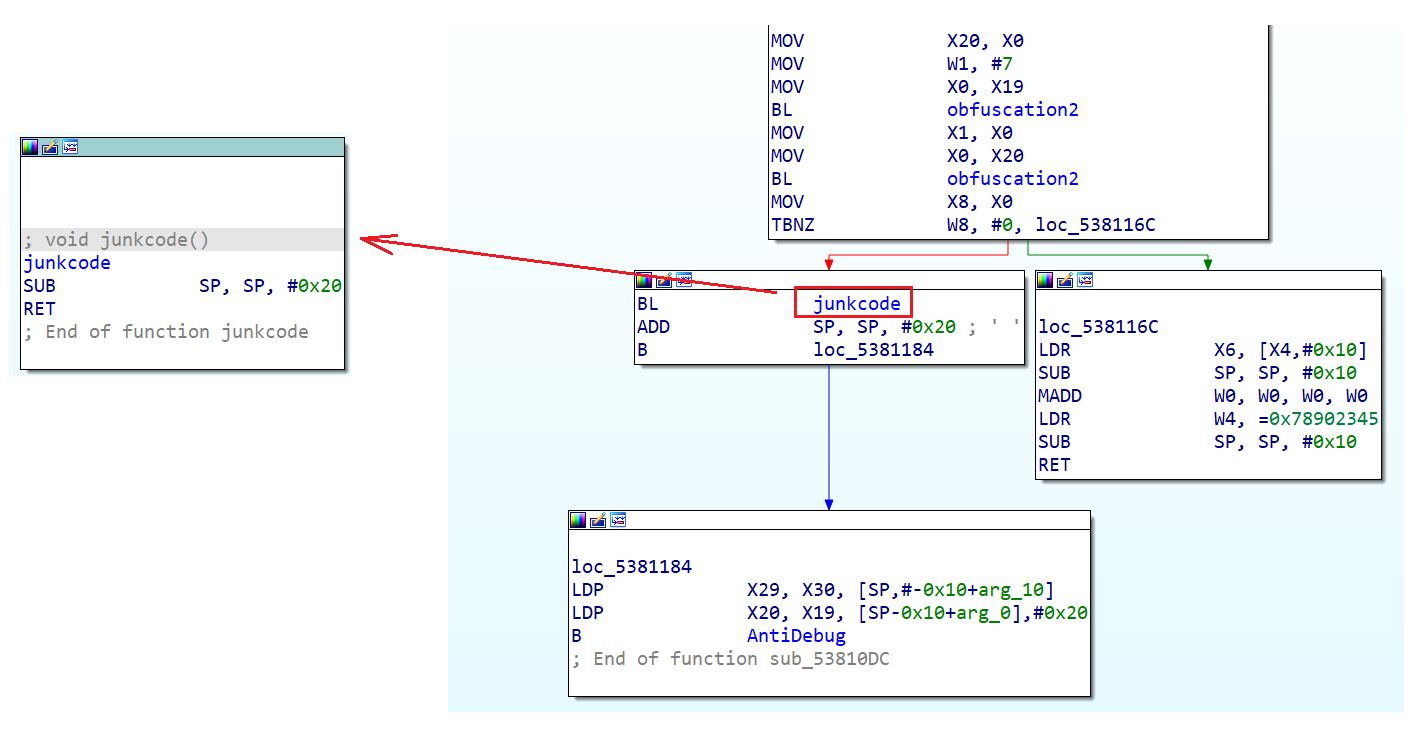 MOV X20, X0
MOV W1, #7
MOV X0, X19
BL obfuscation2
MOV X1, X0
MOV X0, X20
BL obfuscation2
MOV X8, X0
TBNZ W8, #0, loc_538116C
; void junkcode()
junkcode
SUB SP, SP, #0x20
RET
; End of function junkcode
BL junkcode
ADD SP, SP, #0x20 ; ' '
B loc_5381184
loc_538116C
LDR X6, [X4,#0x10]
SUB SP, SP, #0x10
MADD W0, W0, W0, W0
LDR W4, =0x78902345
SUB SP, SP, #0x10
RET
loc_5381184
LDP X29, X30, [SP,#-0x10+arg_10]
LDP X20, X19, [SP-0x10+arg_0],#0x20
B AntiDebug
; End of function sub_53810DC